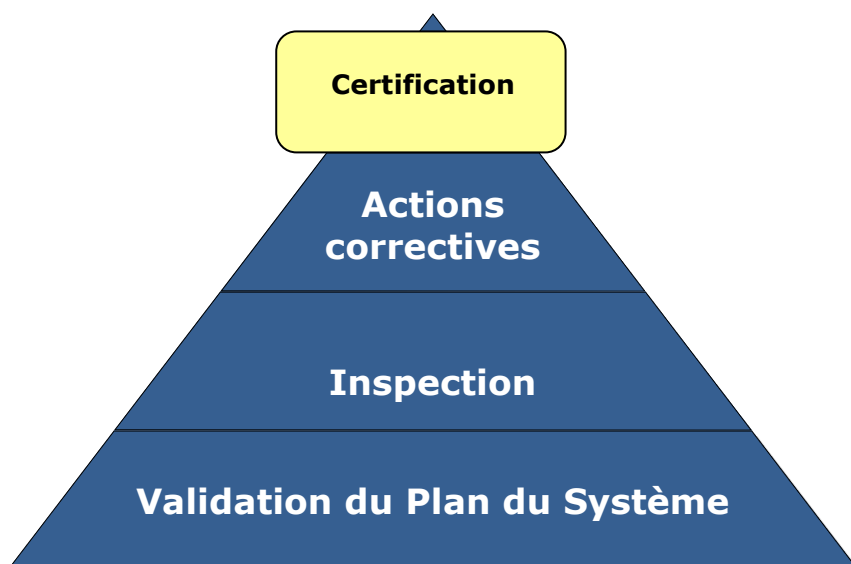 Certification
Actions
correctives
Inspection
Validation du Plan du Système